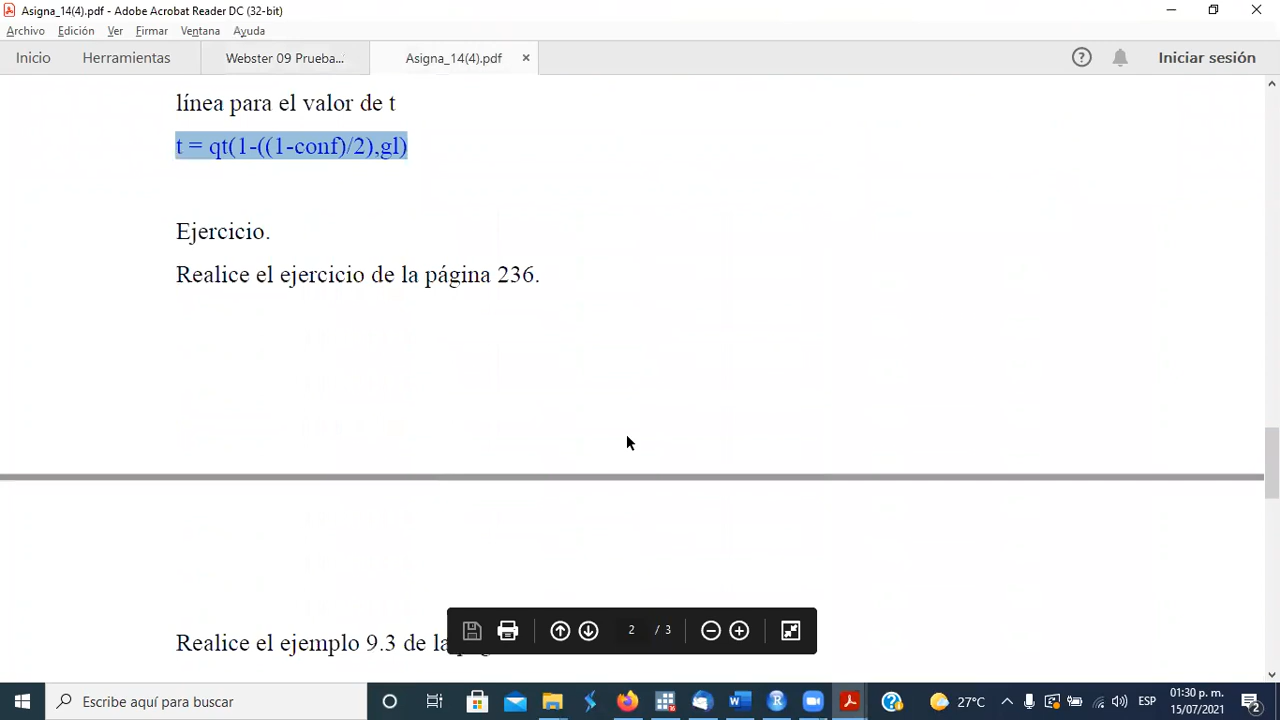 Asigna_14(4).pdf - Adobe Acrobat Reader DC (32-bit)
Archivo Edición Ver Firmar Ventana Ayuda
Inicio Herramientas Webster 09 Prueba... Asigna_14(4).pdf × Iniciar sesión
línea para el valor de t
t = qt(1-((1-conf)/2),gl)
Ejercicio.
Realice el ejercicio de la página 236.
Realice el ejemplo 9.3 de la
2 / 3
Escribe aquí para buscar
27°C ESP 01:30 p. m.
15/07/2021 2